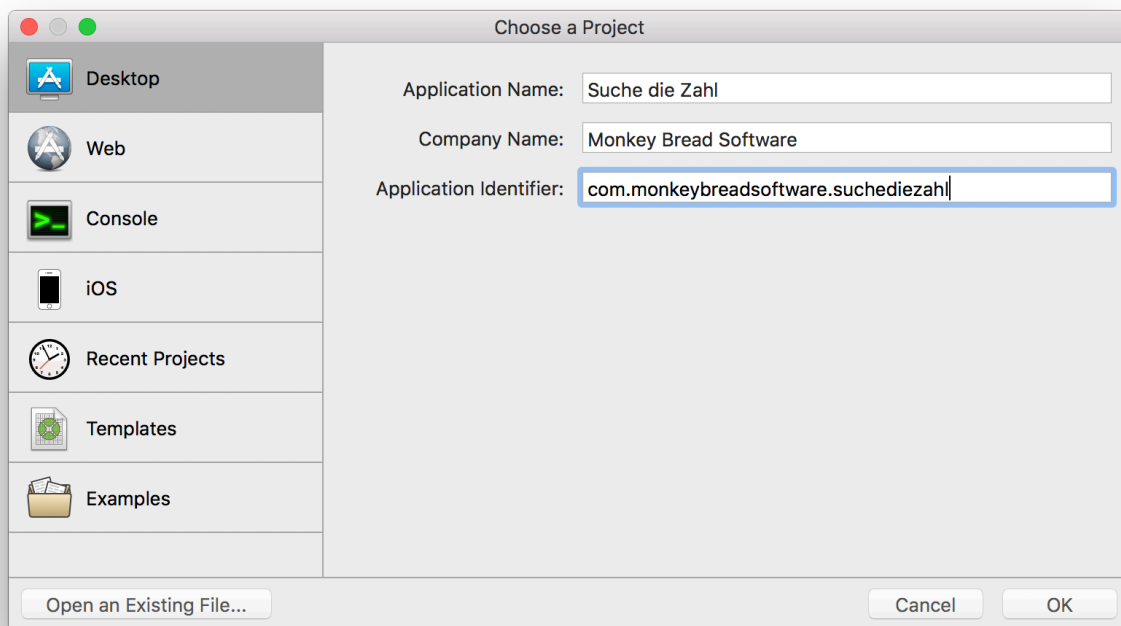 Choose a Project
Desktop
Web
Console
iOS
Recent Projects
Templates
Examples
Application Name: Suche die Zahl
Company Name: Monkey Bread Software
Application Identifier: com.monkeybreadsoftware.suchediezahl
Open an Existing File...
Cancel
OK